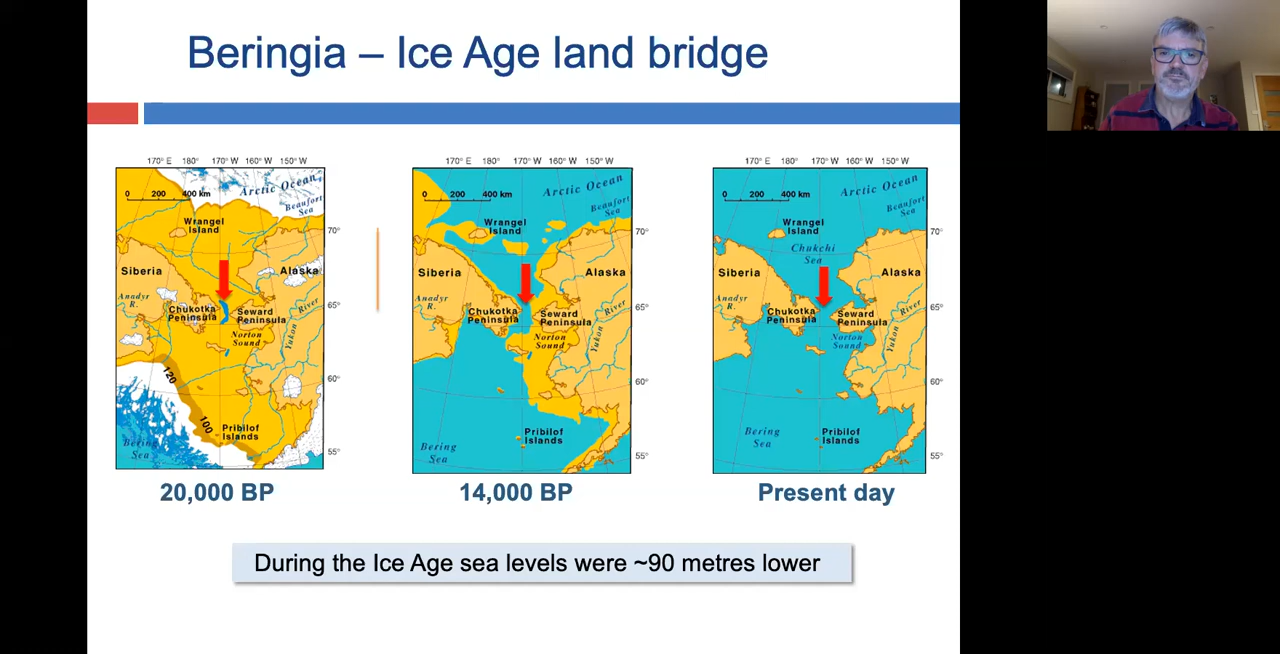 Beringia – Ice Age land bridge
170° E 180° 170° W 160° W 150° W
0 200 400 km
Arctic Ocean
Beaufort
Sea
Wrangel
Island
70°
Siberia
Alaska
Anadyr
R.
Chukotka
Peninsula
Seward
Peninsula
65°
Norton
Sound
Yukon River
120
100
60°
Pribilof
Islands
Bering
Sea
55°
20,000 BP
170° E 180° 170° W 160° W 150° W
0 200 400 km
Arctic Ocean
Beaufort
Sea
Wrangel
Island
70°
Siberia
Alaska
Anadyr
R.
Chukotka
Peninsula
Seward
Peninsula
65°
Norton
Sound
Yukon River
60°
Pribilof
Islands
Bering
Sea
55°
14,000 BP
170° E 180° 170° W 160° W 150° W
0 200 400 km
Arctic Ocean
Beaufort
Sea
Wrangel
Island
70°
Chukchi
Sea
Siberia
Alaska
Anadyr
R.
Chukotka
Peninsula
Seward
Peninsula
65°
Norton
Sound
Yukon River
60°
Bering
Sea
Pribilof
Islands
55°
Present day
During the Ice Age sea levels were ~90 metres lower